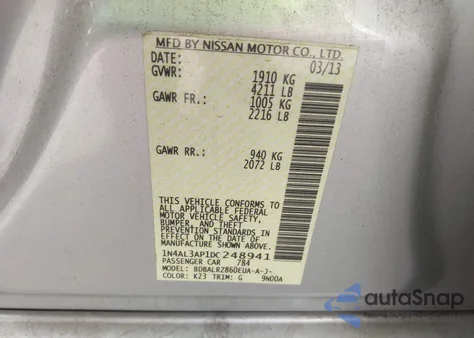 MFD BY NISSAN MOTOR CO., LTD.
DATE: 03/13
GVWR: 1910 KG
4211 LB
GAWR FR.: 1005 KG
2216 LB
GAWR RR.: 940 KG
2072 LB
THIS VEHICLE CONFORMS TO
ALL APPLICABLE FEDERAL
MOTOR VEHICLE SAFETY,
BUMPER, AND THEFT
PREVENTION STANDARDS IN
EFFECT ON THE DATE OF
MANUFACTURE SHOWN ABOVE.
1N4AL3AP1DC248941
PASSENGER CAR 784
MODEL: BDBALR2860EUA-A-J-
COLOR: K23 TRIM: G 9N00A
autoSnap